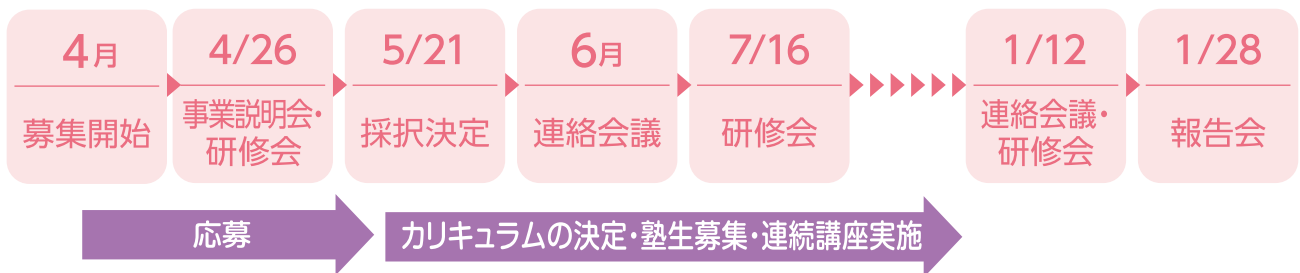 4月
募集開始
4/26
事業説明会・
研修会
5/21
採択決定
6月
連絡会議
7/16
研修会
1/12
連絡会議・
研修会
1/28
報告会
応募
カリキュラムの決定・塾生募集・連続講座実施